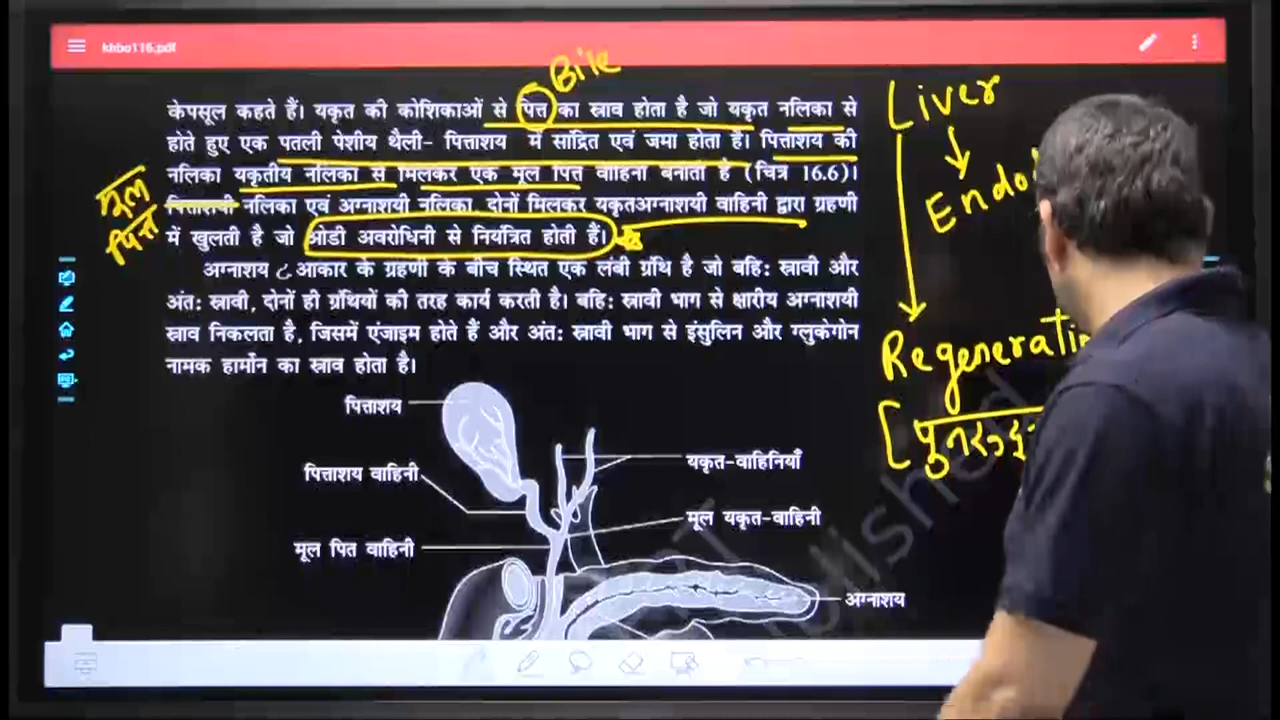 khbo116.pdf
Bile
केपसूल कहते हैं। यकृत की कोशिकाओं से पित्त का स्राव होता है जो यकृत नलिका से
होते हुए एक पतली पेशीय थैली- पित्ताशय में सांद्रित एवं जमा होता है। पित्ताशय की
नलिका यकृतीय नलिका से मिलकर एक मूल पित्त वाहिनी बनाती है (चित्र 16.6)।
मूल पित्त
पित्ताशयी नलिका एवं अग्नाशयी नलिका, दोनों मिलकर यकृतअग्नाशयी वाहिनी द्वारा ग्रहणी
में खुलती है जो ओडी अवरोधिनी से नियंत्रित होती हैं।
अग्नाशय C आकार के ग्रहणी के बीच स्थित एक लंबी ग्रंथि है जो बहि: स्रावी और
अंत: स्रावी, दोनों ही ग्रंथियों की तरह कार्य करती है। बहि: स्रावी भाग से क्षारीय अग्नाशयी
स्राव निकलता है, जिसमें एंजाइम होते हैं और अंत: स्रावी भाग से इंसुलिन और ग्लुकेगोन
नामक हार्मोन का स्राव होता है।
Liver
Endo
Regenerati
पित्ताशय
पित्ताशय वाहिनी
यकृत-वाहिनियाँ
मूल यकृत-वाहिनी
मूल पित वाहिनी
अग्नाशय